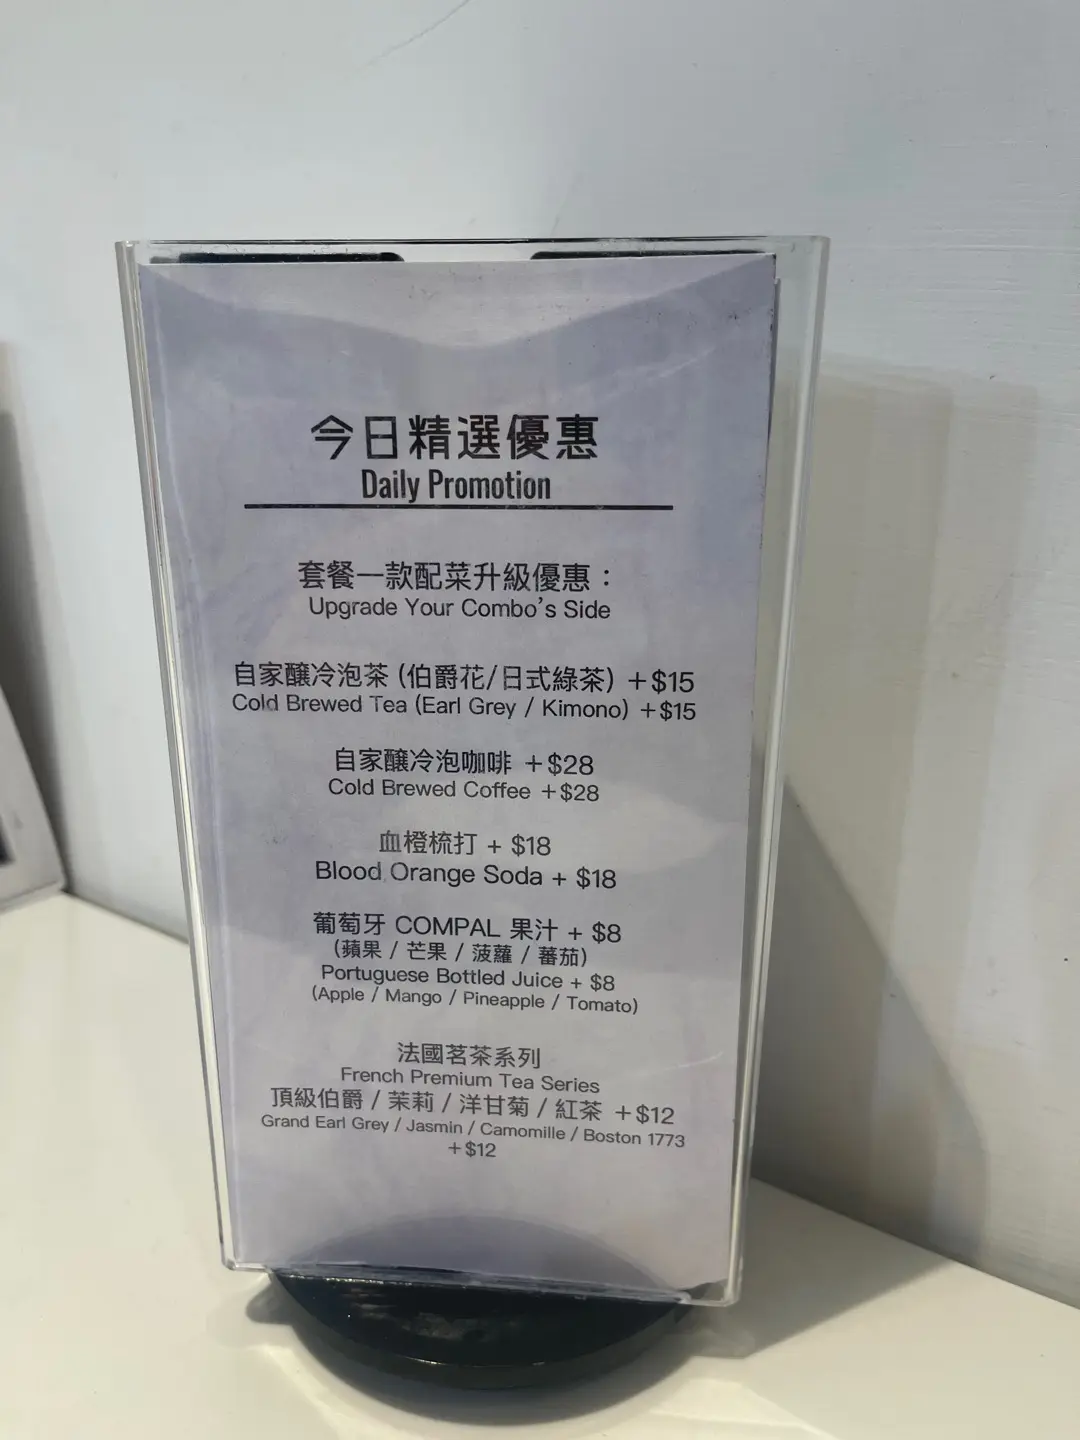 今日精選優惠
Daily Promotion
套餐一款配菜升級優惠：
Upgrade Your Combo's Side
自家釀冷泡茶 (伯爵花/日式綠茶) +$15
Cold Brewed Tea (Earl Grey / Kimono) +$15
自家釀冷泡咖啡 +$28
Cold Brewed Coffee +$28
血橙梳打 + $18
Blood Orange Soda + $18
葡萄牙 COMPAL 果汁 + $8
(蘋果 / 芒果 / 菠蘿 / 蕃茄)
Portuguese Bottled Juice + $8
(Apple / Mango / Pineapple / Tomato)
法國茗茶系列
French Premium Tea Series
頂級伯爵 / 茉莉 / 洋甘菊 / 紅茶 +$12
Grand Earl Grey / Jasmin / Camomille / Boston 1773
+$12